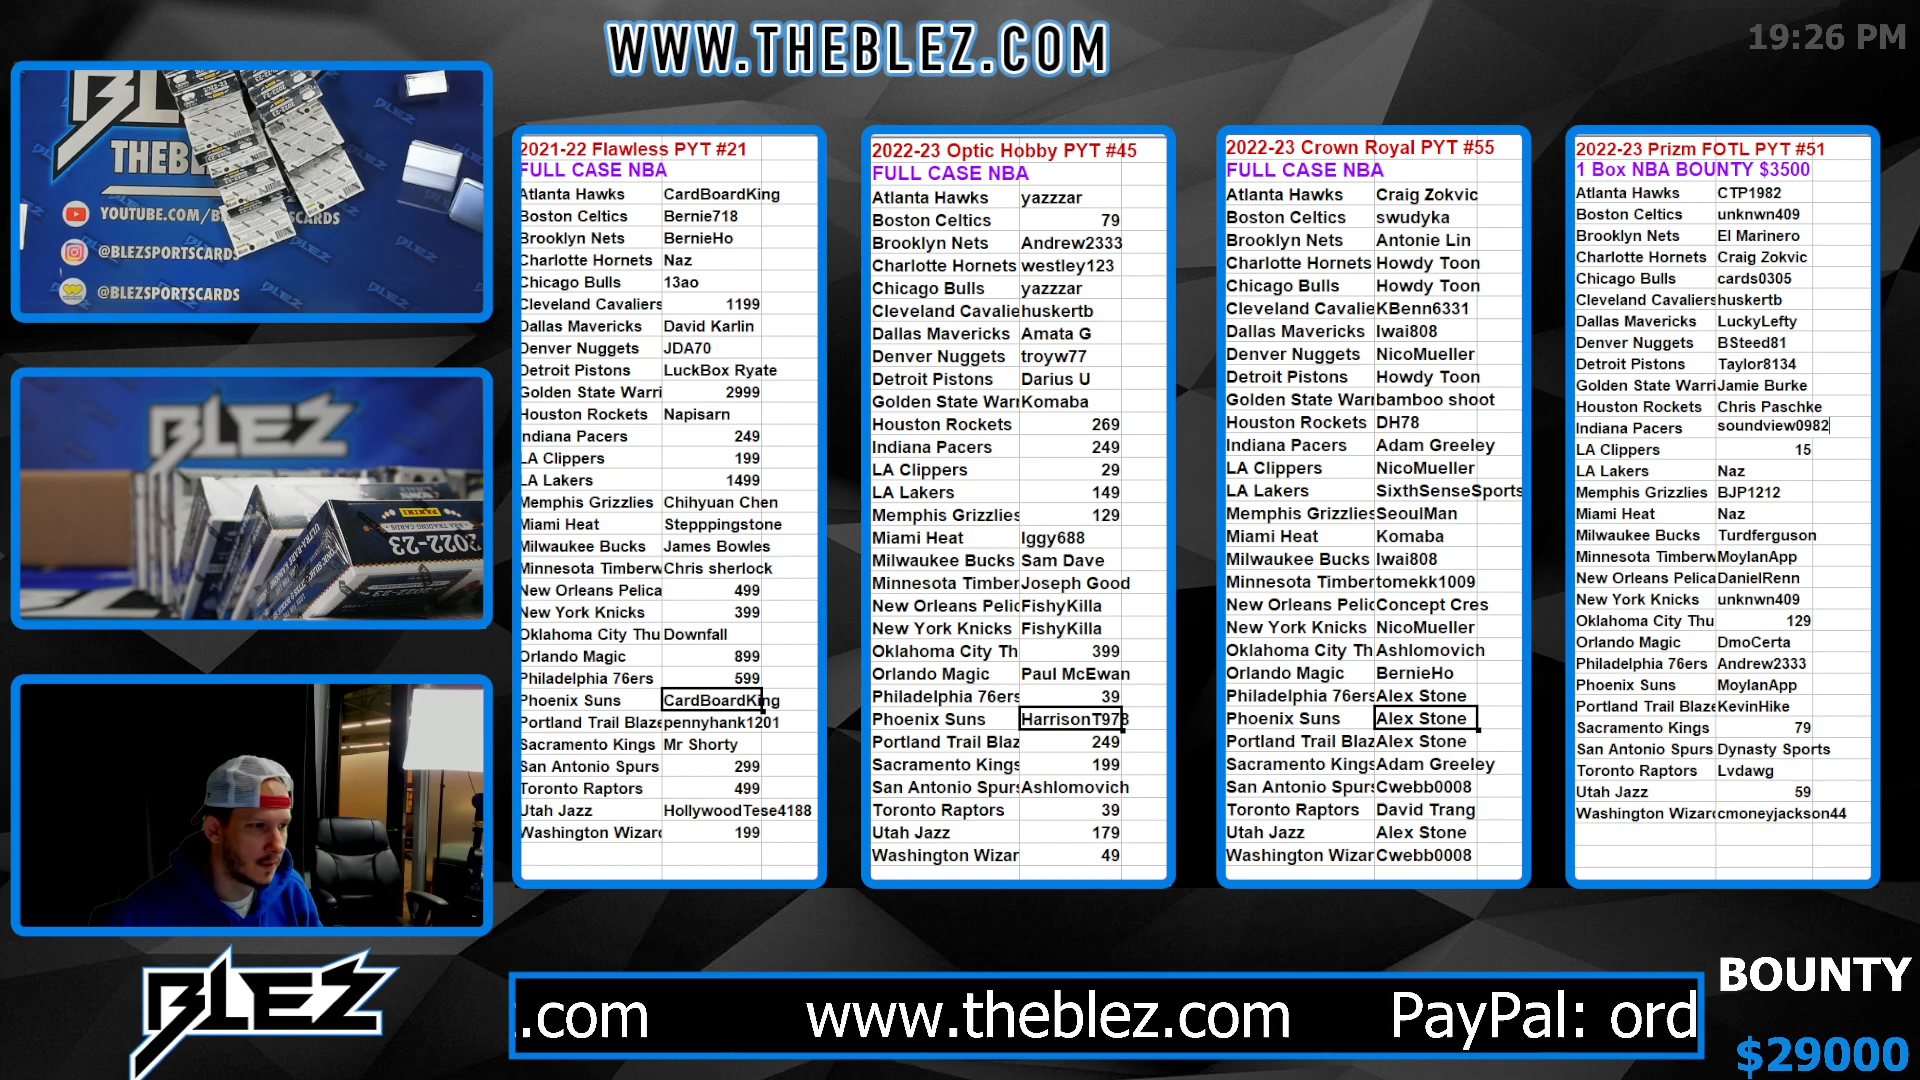 WWW.THEBLEZ.COM
19:26 PM
BLEZ
YOUTUBE.COM/
@BLEZSPORTSCARDS
@BLEZSPORTSCARDS
BLEZ
2022-23
2021-22 Flawless PYT #21
FULL CASE NBA
Atlanta Hawks CardBoardKing
Boston Celtics Bernie718
Brooklyn Nets BernieHo
Charlotte Hornets Naz
Chicago Bulls 13ao
Cleveland Cavaliers 1199
Dallas Mavericks David Karlin
Denver Nuggets JDA70
Detroit Pistons LuckBox Ryate
Golden State Warri 2999
Houston Rockets Napisarn
Indiana Pacers 249
LA Clippers 199
LA Lakers 1499
Memphis Grizzlies Chihyuan Chen
Miami Heat Stepppingstone
Milwaukee Bucks James Bowles
Minnesota Timberw Chris sherlock
New Orleans Pelica 499
New York Knicks 399
Oklahoma City Thu Downfall
Orlando Magic 899
Philadelphia 76ers 599
Phoenix Suns CardBoardKing
Portland Trail Blaze pennyhank1201
Sacramento Kings Mr Shorty
San Antonio Spurs 299
Toronto Raptors 499
Utah Jazz HollywoodTese4188
Washington Wizard 199
2022-23 Optic Hobby PYT #45
FULL CASE NBA
Atlanta Hawks yazzzar
Boston Celtics 79
Brooklyn Nets Andrew2333
Charlotte Hornets westley123
Chicago Bulls yazzzar
Cleveland Cavalie huskertb
Dallas Mavericks Amata G
Denver Nuggets troyw77
Detroit Pistons Darius U
Golden State Warr Komaba
Houston Rockets 269
Indiana Pacers 249
LA Clippers 29
LA Lakers 149
Memphis Grizzlies 129
Miami Heat Iggy688
Milwaukee Bucks Sam Dave
Minnesota Timber Joseph Good
New Orleans Pelic FishyKilla
New York Knicks FishyKilla
Oklahoma City Th 399
Orlando Magic Paul McEwan
Philadelphia 76ers 39
Phoenix Suns HarrisonT978
Portland Trail Blaz 249
Sacramento Kings 199
San Antonio Spurs Ashlomovich
Toronto Raptors 39
Utah Jazz 179
Washington Wizar 49
2022-23 Crown Royal PYT #55
FULL CASE NBA
Atlanta Hawks Craig Zokvic
Boston Celtics swudyka
Brooklyn Nets Antonie Lin
Charlotte Hornets Howdy Toon
Chicago Bulls Howdy Toon
Cleveland Cavalie KBenn6331
Dallas Mavericks Iwai808
Denver Nuggets NicoMueller
Detroit Pistons Howdy Toon
Golden State Warr bamboo shoot
Houston Rockets DH78
Indiana Pacers Adam Greeley
LA Clippers NicoMueller
LA Lakers SixthSenseSports
Memphis Grizzlies SeoulMan
Miami Heat Komaba
Milwaukee Bucks Iwai808
Minnesota Timber tomekk1009
New Orleans Pelic Concept Cres
New York Knicks NicoMueller
Oklahoma City Th Ashlomovich
Orlando Magic BernieHo
Philadelphia 76ers Alex Stone
Phoenix Suns Alex Stone
Portland Trail Blaz Alex Stone
Sacramento Kings Adam Greeley
San Antonio Spurs Cwebb0008
Toronto Raptors David Trang
Utah Jazz Alex Stone
Washington Wizar Cwebb0008
2022-23 Prizm FOTL PYT #51
1 Box NBA BOUNTY $3500
Atlanta Hawks CTP1982
Boston Celtics unknwn409
Brooklyn Nets El Marinero
Charlotte Hornets Craig Zokvic
Chicago Bulls cards0305
Cleveland Cavaliers huskertb
Dallas Mavericks LuckyLefty
Denver Nuggets BSteed81
Detroit Pistons Taylor8134
Golden State Warri Jamie Burke
Houston Rockets Chris Paschke
Indiana Pacers soundview0982
LA Clippers 15
LA Lakers Naz
Memphis Grizzlies BJP1212
Miami Heat Naz
Milwaukee Bucks Turdferguson
Minnesota Timberw MoylanApp
New Orleans Pelica DanielRenn
New York Knicks unknwn409
Oklahoma City Thu 129
Orlando Magic DmoCerta
Philadelphia 76ers Andrew2333
Phoenix Suns MoylanApp
Portland Trail Blaze KevinHike
Sacramento Kings 79
San Antonio Spurs Dynasty Sports
Toronto Raptors Lvdawg
Utah Jazz 59
Washington Wizard cmoneyjackson44
BLEZ
.com www.theblez.com PayPal: ord
BOUNTY
$29000